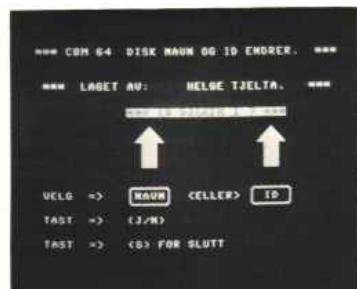 *** CBM 64 DISK NAVN OG ID ENDRER. ***
*** LAGET AV: HELGE TJELTA. ***
VELG => NAVN <ELLER> ID
TAST => <J/N>
TAST => <S> FOR SLUTT